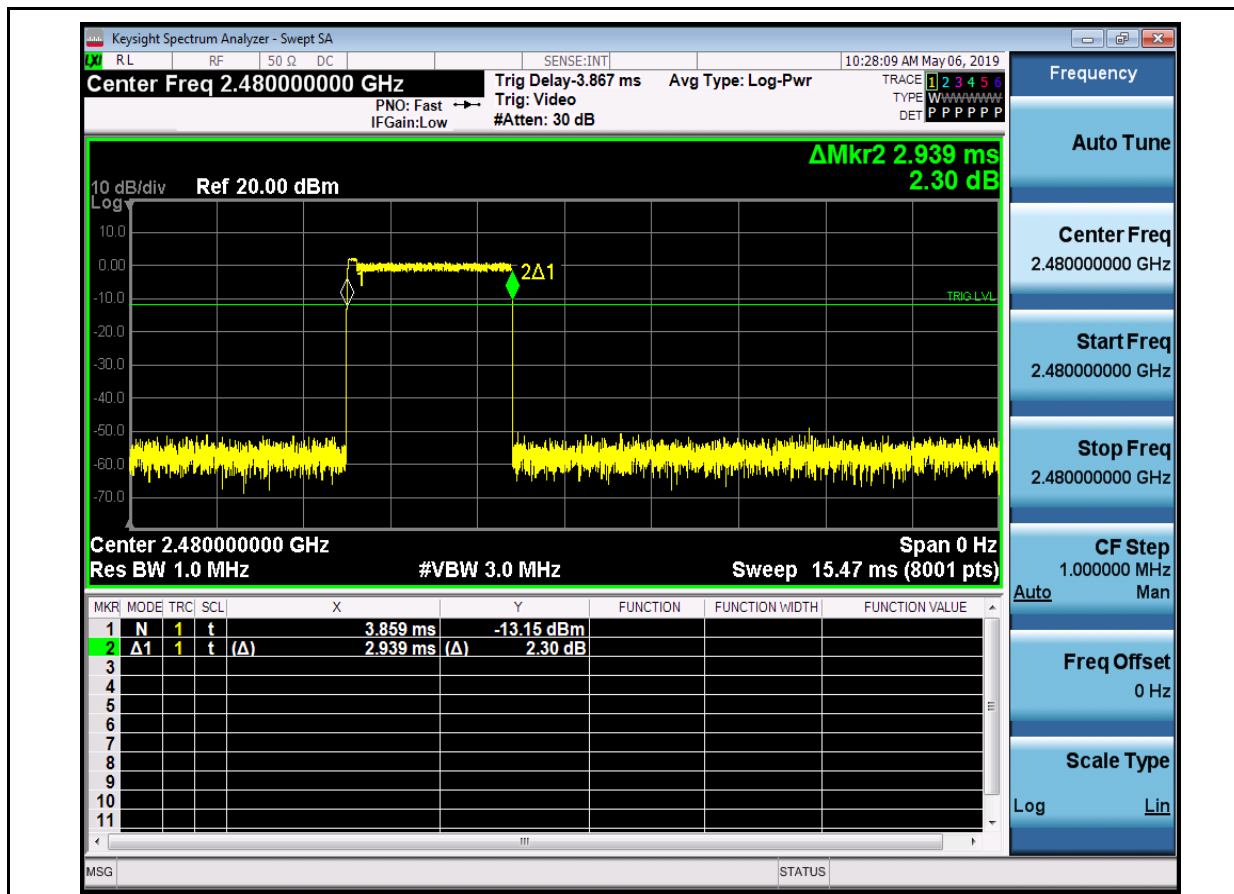 Keysight Spectrum Analyzer - Swept SA
LXI RL RF 50 Ω DC SENSE:INT 10:28:09 AM May 06, 2019
Center Freq 2.480000000 GHz Trig Delay-3.867 ms Avg Type: Log-Pwr TRACE 1 2 3 4 5 6
PNO: Fast Trig: Video TYPE WWWWWW
IFGain:Low #Atten: 30 dB DET P P P P P P
ΔMkr2 2.939 ms
10 dB/div Ref 20.00 dBm 2.30 dB
Log
10.0
0.00
1 2Δ1
-10.0
TRIG LVL
-20.0
-30.0
-40.0
-50.0
-60.0
-70.0
Center 2.480000000 GHz Span 0 Hz
Res BW 1.0 MHz #VBW 3.0 MHz Sweep 15.47 ms (8001 pts)
MKR MODE TRC SCL X Y FUNCTION FUNCTION WIDTH FUNCTION VALUE
1 N 1 t 3.859 ms -13.15 dBm
2 Δ1 1 t (Δ) 2.939 ms (Δ) 2.30 dB
3
4
5
6
7
8
9
10
11
MSG STATUS
Frequency
Auto Tune
Center Freq
2.480000000 GHz
Start Freq
2.480000000 GHz
Stop Freq
2.480000000 GHz
CF Step
1.000000 MHz
Auto Man
Freq Offset
0 Hz
Scale Type
Log Lin